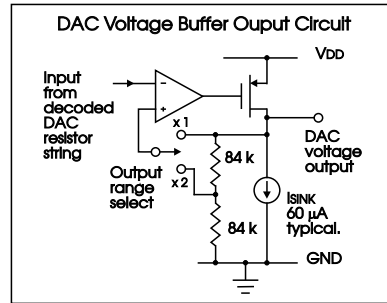 DAC Voltage Buffer Ouput Circuit
VDD
Input
from
decoded
DAC
resistor
string
−
+
x 1
DAC
voltage
output
84 k
Output
range
select
x 2
ISINK
60 µA
typical.
84 k
GND